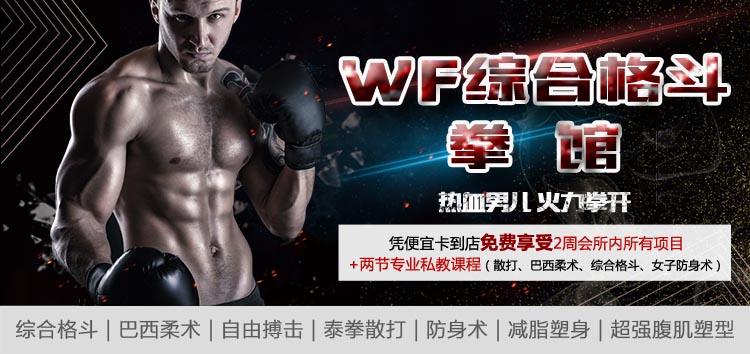 WF综合格斗
拳馆
热血男儿 火力拳开
凭便宜卡到店免费享受2周会所内所有项目
+两节专业私教课程（散打、巴西柔术、综合格斗、女子防身术）
综合格斗｜巴西柔术｜自由搏击｜泰拳散打｜防身术｜减脂塑身｜超强腹肌塑型